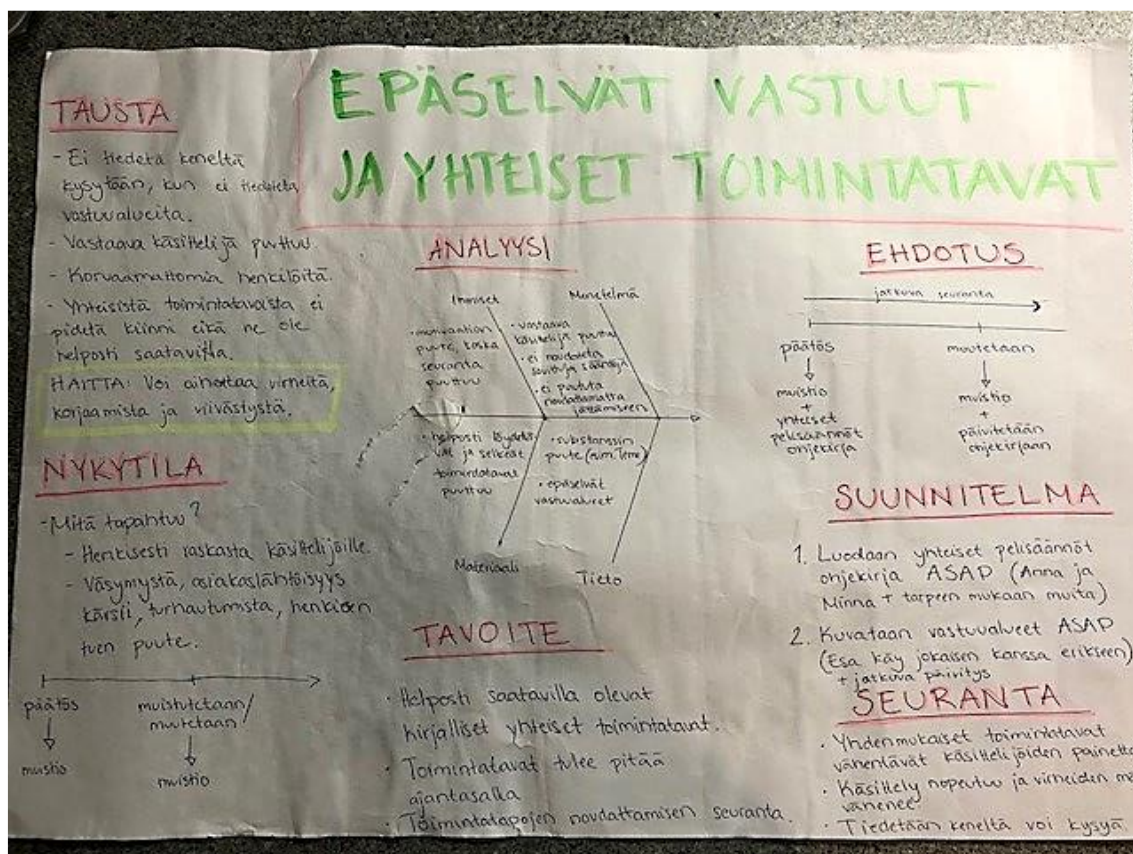 EPÄSELVÄT VASTUUT
JA YHTEISET TOIMINTATAVAT
TAUSTA
- Ei tiedetä keneltä
kysytään, kun ei tiedetä
vastuualueita.
- Vastaava käsittelijä puuttuu.
- Korvaamattomia henkilöitä.
- Yhteisistä toimintatavoista ei
pidetä kiinni eikä ne ole
helposti saatavilla.
HAITTA: Voi aiheuttaa virheitä,
korjaamista ja viivästystä.
NYKYTILA
- Mitä tapahtuu?
- Henkisesti raskasta käsittelijöille.
- Väsymystä, asiakaslähtöisyys
kärsii, turhautumista, henkisen
tuen puute.
päätös
muistio
muistutetaan/
muutetaan
muistio
ANALYYSI
Ihmiset
• motivaation
puute, koska
seuranta
puuttuu
Menetelmä
• vastaava
käsittelijä puuttuu
• ei noudateta
sovittuja sääntöjä
• ei puututa
noudattamatta
jättämiseen
• helposti löydettä-
vät ja selkeät
toimintatavat
puuttuu
Materiaali
• substanssin
puute (esim.
• epäselvät
vastuualueet
Tieto
TAVOITE
• Helposti saatavilla olevat
kirjalliset yhteiset toimintatavat.
• Toimintatavat tulee pitää
ajantasalla
• Toimintatapojen noudattamisen seuranta.
EHDOTUS
jatkuva seuranta
päätös
muistio
+
yhteiset
pelisäännöt
ohjekirja
muutetaan
muistio
+
päivitetään
ohjekirjaan
SUUNNITELMA
1. Luodaan yhteiset pelisäännöt
ohjekirja ASAP (Anna ja
Minna + tarpeen mukaan muita)
2. Kuvataan vastuualueet ASAP
(Esa käy jokaisen kanssa erikseen)
+ jatkuva päivitys
SEURANTA
• Yhdenmukaiset toimintatavat
vähentävät käsittelijöiden painetta
• Käsittely nopeutuu ja virheiden
vähenee
• Tiedetään keneltä voi kysyä